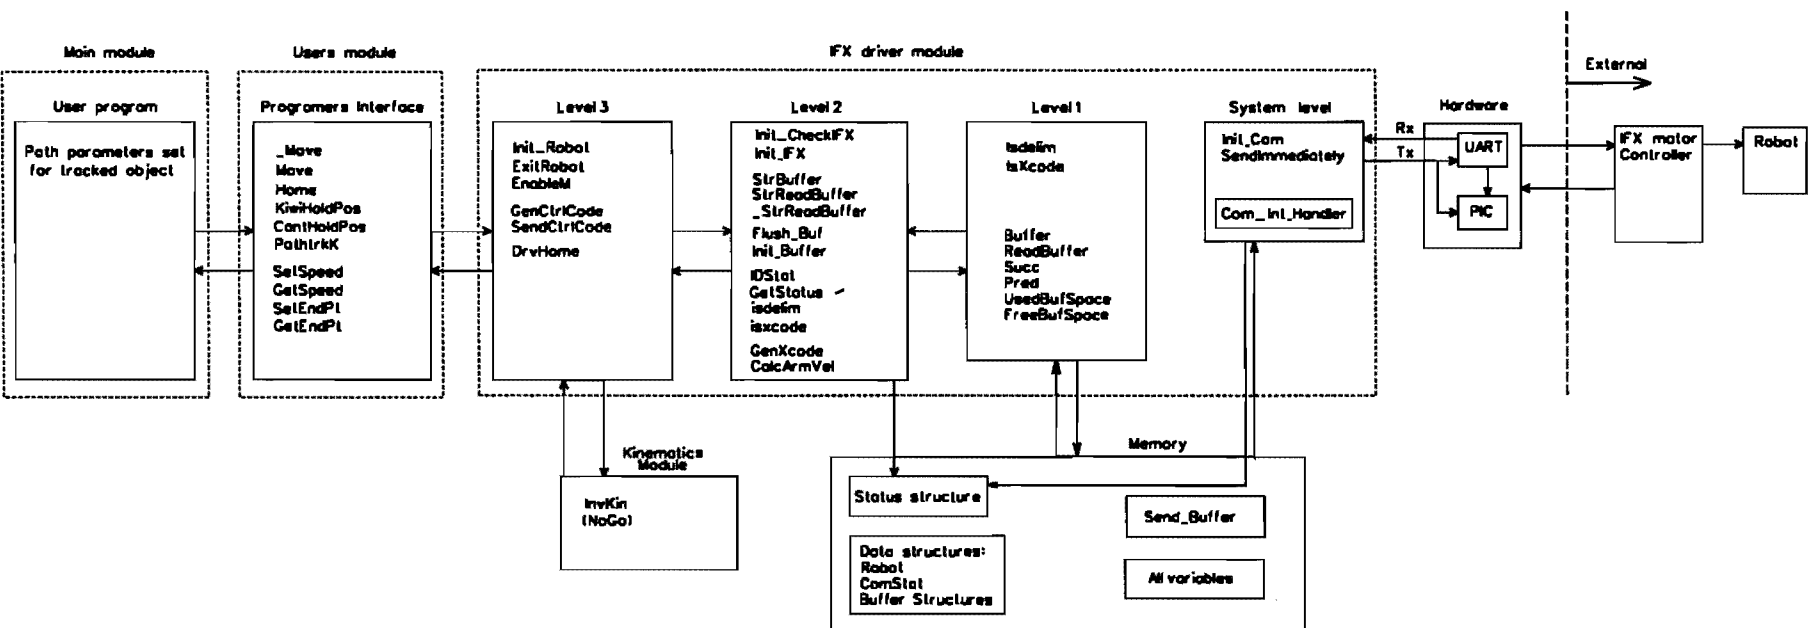 Main module
Users module
IFX driver module
External
User program
Programers Interface
Level 3
Level 2
Level 1
System level
Hardware
Path parameters set
for tracked object
_Move
Move
Home
KiwiHoldPos
ContHoldPos
PathtrkK
SetSpeed
GetSpeed
SetEndPt
GetEndPt
Init_Robot
ExitRobot
EnableM
GenCtrlCode
SendCtrlCode
DrvHome
Init_CheckIFX
Init_IFX
StrBuffer
StrReadBuffer
_StrReadBuffer
Flush_Buf
Init_Buffer
IDStat
GetStatus
isdelim
isxcode
GenXcode
CalcArmVel
isdelim
isXcode
Buffer
ReadBuffer
Succ
Pred
UsedBufSpace
FreeBufSpace
Init_Com
SendImmediately
Com_Int_Handler
Rx
Tx
UART
PIC
IFX motor
Controller
Robot
Kinematics
Module
InvKin
(NoGo)
Memory
Status structure
Send_Buffer
Data structures:
Robot
ComStat
Buffer Structures
All variables